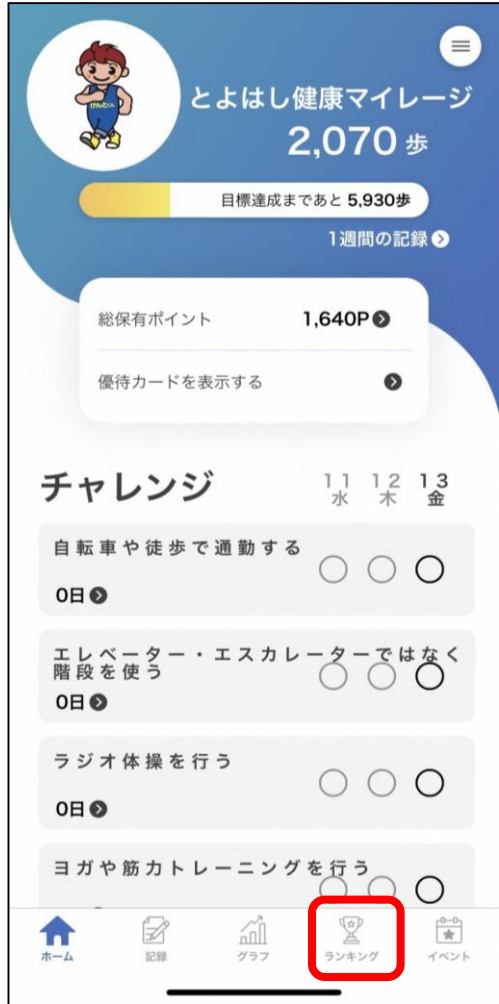 とよはし健康マイレージ
2,070 歩
目標達成まであと 5,930歩
1週間の記録
総保有ポイント 1,640P
優待カードを表示する
チャレンジ
11 12 13
水 木 金
自転車や徒歩で通勤する
0日
エレベーター・エスカレーターではなく
階段を使う
0日
ラジオ体操を行う
0日
ヨガや筋力トレーニングを行う
ホーム 記録 グラフ ランキング イベント